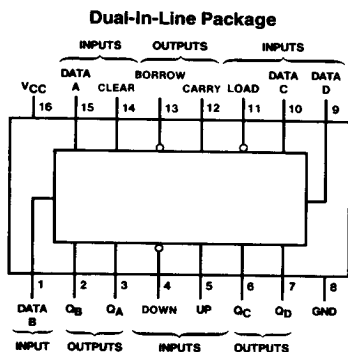 Dual-In-Line Package
INPUTS OUTPUTS INPUTS
DATA BORROW DATA DATA
VCC A CLEAR CARRY LOAD C D
16 15 14 13 12 11 10 9
1 2 3 4 5 6 7 8
DATA QB QA DOWN UP QC QD GND
B
INPUT OUTPUTS INPUTS OUTPUTS